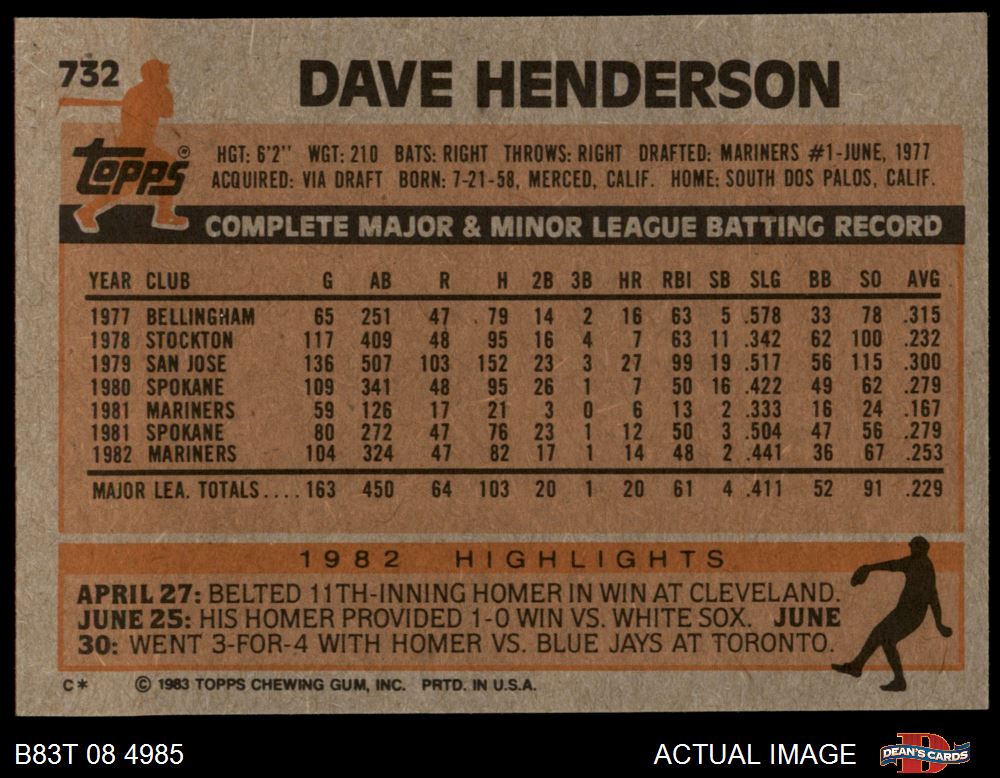 732
DAVE HENDERSON
TOPPS®
HGT: 6'2" WGT: 210 BATS: RIGHT THROWS: RIGHT DRAFTED: MARINERS #1-JUNE, 1977
ACQUIRED: VIA DRAFT BORN: 7-21-58, MERCED, CALIF. HOME: SOUTH DOS PALOS, CALIF.
COMPLETE MAJOR & MINOR LEAGUE BATTING RECORD
YEAR CLUB G AB R H 2B 3B HR RBI SB SLG BB SO AVG
1977 BELLINGHAM 65 251 47 79 14 2 16 63 5 .578 33 78 .315
1978 STOCKTON 117 409 48 95 16 4 7 63 11 .342 62 100 .232
1979 SAN JOSE 136 507 103 152 23 3 27 99 19 .517 56 115 .300
1980 SPOKANE 109 341 48 95 26 1 7 50 16 .422 49 62 .279
1981 MARINERS 59 126 17 21 3 0 6 13 2 .333 16 24 .167
1981 SPOKANE 80 272 47 76 23 1 12 50 3 .504 47 56 .279
1982 MARINERS 104 324 47 82 17 1 14 48 2 .441 36 67 .253
MAJOR LEA. TOTALS.... 163 450 64 103 20 1 20 61 4 .411 52 91 .229
1982 HIGHLIGHTS
APRIL 27: BELTED 11TH-INNING HOMER IN WIN AT CLEVELAND.
JUNE 25: HIS HOMER PROVIDED 1-0 WIN VS. WHITE SOX. JUNE
30: WENT 3-FOR-4 WITH HOMER VS. BLUE JAYS AT TORONTO.
C* © 1983 TOPPS CHEWING GUM, INC. PRTD. IN U.S.A.
B83T 08 4985 ACTUAL IMAGE DEAN'S CARDS